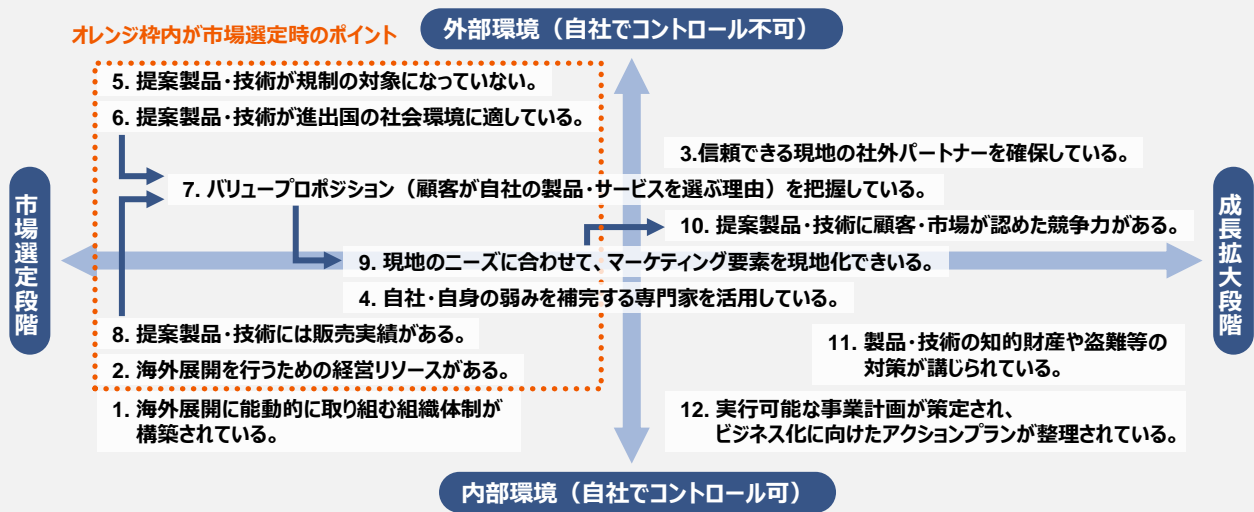 オレンジ枠内が市場選定時のポイント
外部環境（自社でコントロール不可）
5. 提案製品・技術が規制の対象になっていない。
6. 提案製品・技術が進出国の社会環境に適している。
3.信頼できる現地の社外パートナーを確保している。
7. バリュープロポジション（顧客が自社の製品・サービスを選ぶ理由）を把握している。
10. 提案製品・技術に顧客・市場が認めた競争力がある。
市場選定段階
成長拡大段階
9. 現地のニーズに合わせて、マーケティング要素を現地化できいる。
4. 自社・自身の弱みを補完する専門家を活用している。
8. 提案製品・技術には販売実績がある。
2. 海外展開を行うための経営リソースがある。
11. 製品・技術の知的財産や盗難等の
対策が講じられている。
1. 海外展開に能動的に取り組む組織体制が
構築されている。
12. 実行可能な事業計画が策定され、
ビジネス化に向けたアクションプランが整理されている。
内部環境（自社でコントロール可）